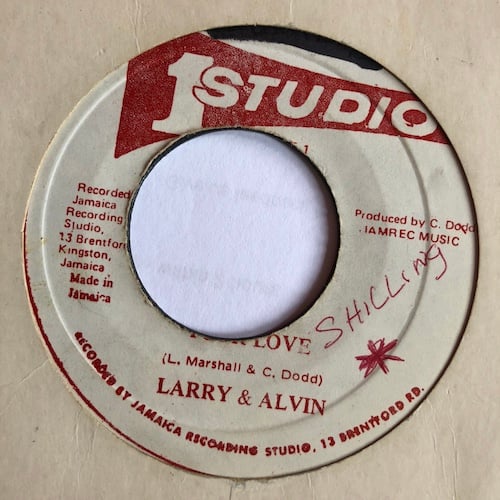 1 STUDIO
Recorded
Jamaica
Recording
Studio,
13 Brentford
Kingston,
Jamaica
Made in
Jamaica
Produced by C. Dodd
JAMREC MUSIC
SHILLING
LOVE
(L. Marshall & C. Dodd)
LARRY & ALVIN
RECORDED BY JAMAICA RECORDING STUDIO, 13 BRENTFORD RD.